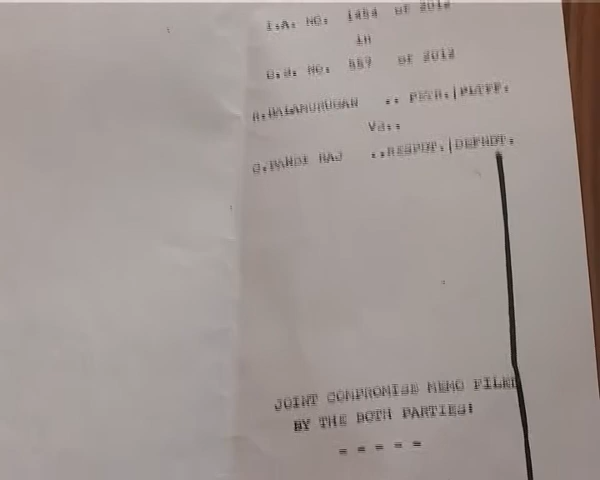 I.A. NO: 1484 OF 2012
IN
O.S. NO: 557 OF 2012
R.BALAMURUGAN :: PETR.|PLTFF:
Vs::
G.PANDI RAJ ::RESPDT.|DEFNDT:
JOINT COMPROMISE MEMO FILED
BY THE BOTH PARTIES:
= = = = =